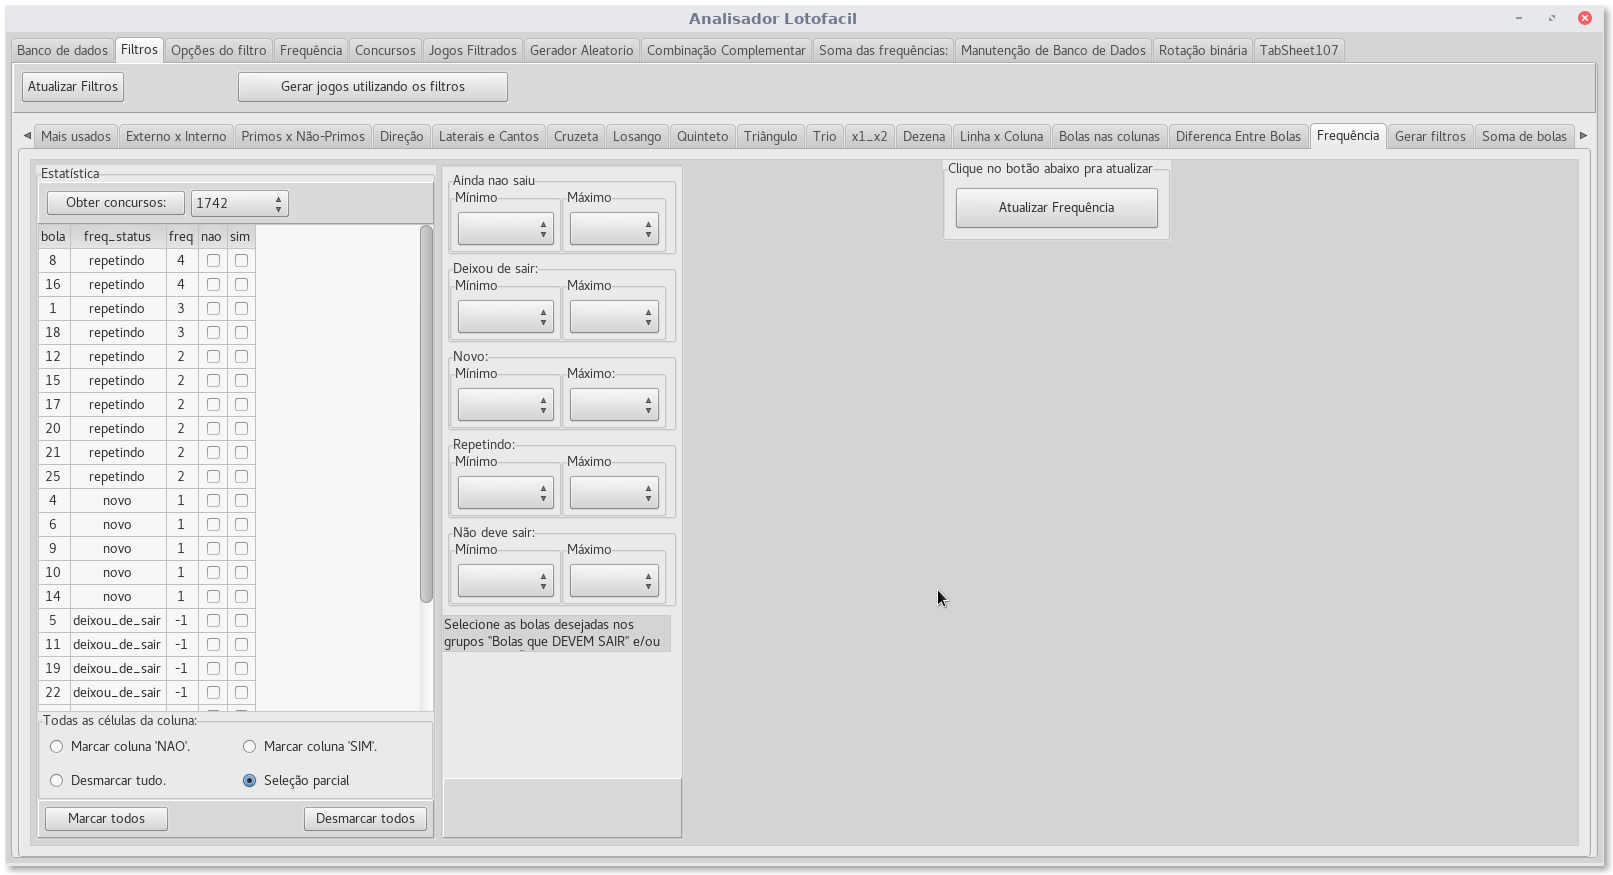 Analisador Lotofacil
Banco de dados Filtros Opções do filtro Frequência Concursos Jogos Filtrados Gerador Aleatorio Combinação Complementar Soma das frequências: Manutenção de Banco de Dados Rotação binária TabSheet107
Atualizar Filtros Gerar jogos utilizando os filtros
Mais usados Externo x Interno Primos x Não-Primos Direção Laterais e Cantos Cruzeta Losango Quinteto Triângulo Trio x1_x2 Dezena Linha x Coluna Bolas nas colunas Diferenca Entre Bolas Frequência Gerar filtros Soma de bolas
Estatística
Obter concursos: 1742
bola freq_status freq nao sim
8 repetindo 4
16 repetindo 4
1 repetindo 3
18 repetindo 3
12 repetindo 2
15 repetindo 2
17 repetindo 2
20 repetindo 2
21 repetindo 2
25 repetindo 2
4 novo 1
6 novo 1
9 novo 1
10 novo 1
14 novo 1
5 deixou_de_sair -1
11 deixou_de_sair -1
19 deixou_de_sair -1
22 deixou_de_sair -1
Todas as células da coluna:
Marcar coluna 'NAO'. Marcar coluna 'SIM'.
Desmarcar tudo. Seleção parcial
Marcar todos Desmarcar todos
Ainda nao saiu
Mínimo Máximo
Deixou de sair:
Mínimo Máximo
Novo:
Mínimo Máximo:
Repetindo:
Mínimo Máximo
Não deve sair:
Mínimo Máximo
Selecione as bolas desejadas nos
grupos "Bolas que DEVEM SAIR" e/ou
Clique no botão abaixo pra atualizar
Atualizar Frequência